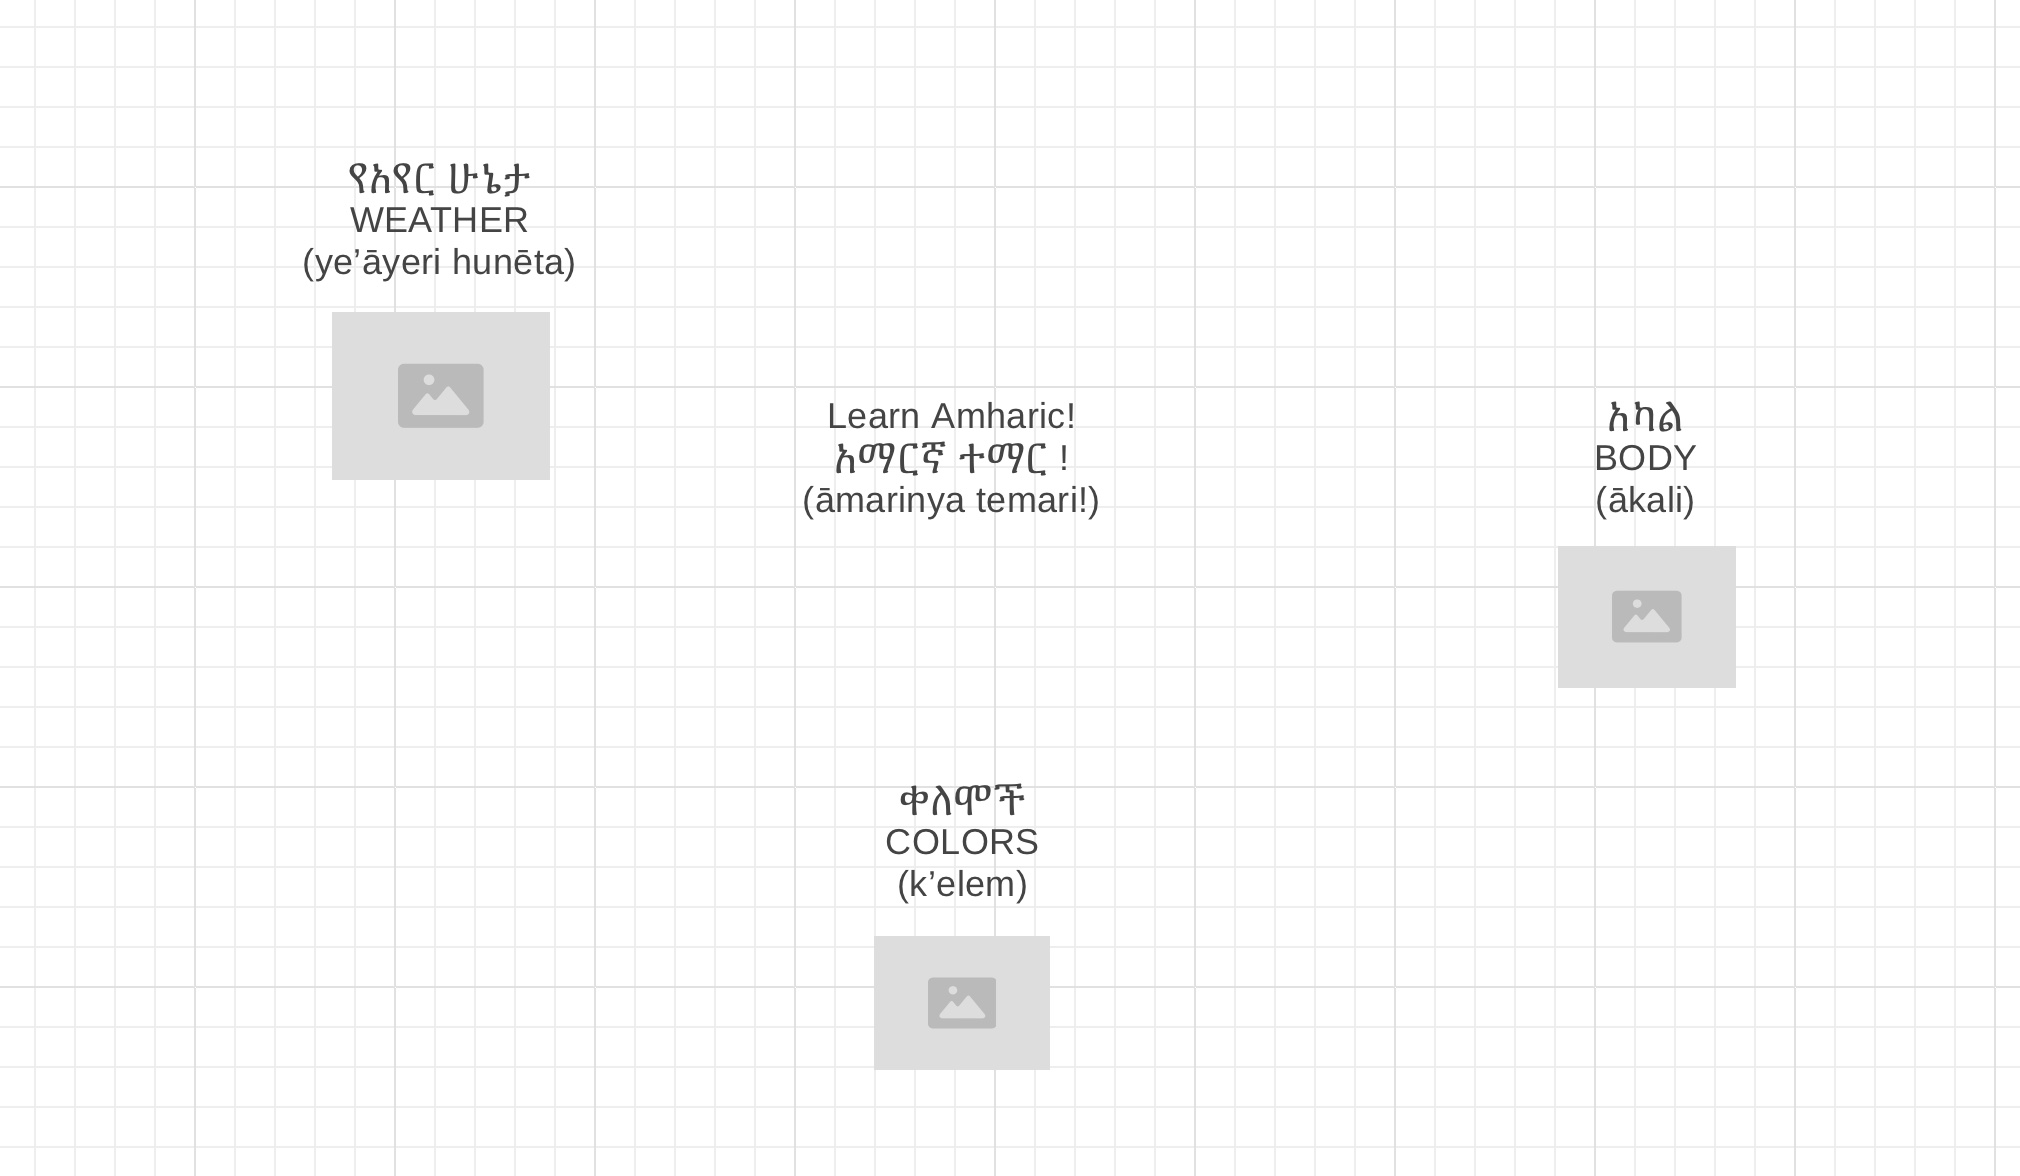 የአየር ሁኔታ
WEATHER
(ye’āyeri hunēta)
Learn Amharic!
አማርኛ ተማር !
(āmarinya temari!)
አካል
BODY
(ākali)
ቀለሞች
COLORS
(k’elem)